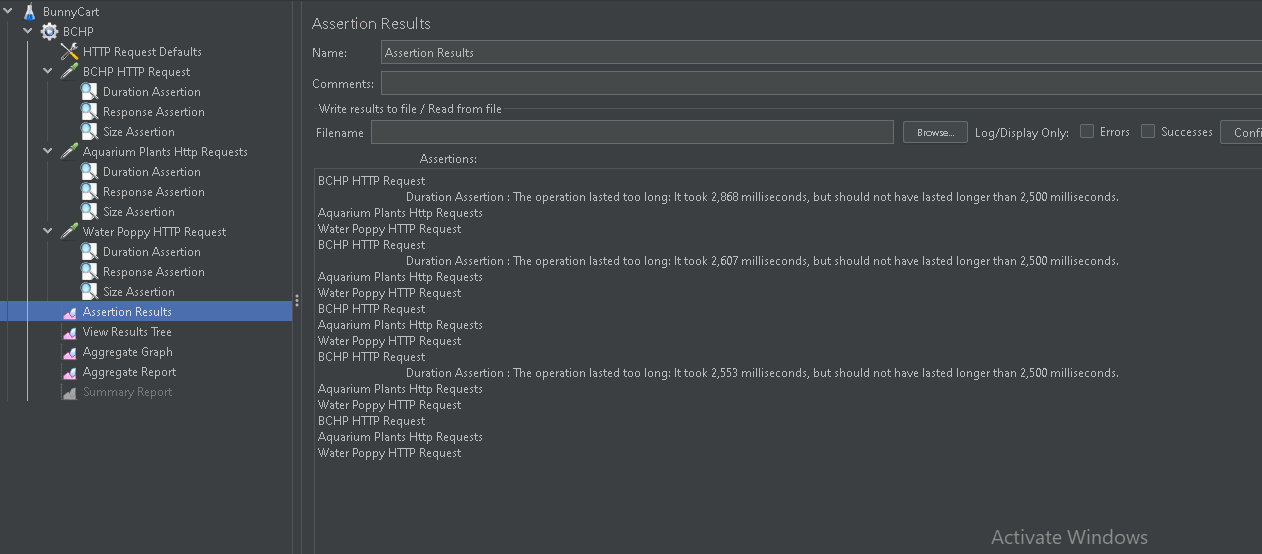 BunnyCart
BCHP
HTTP Request Defaults
BCHP HTTP Request
Duration Assertion
Response Assertion
Size Assertion
Aquarium Plants Http Requests
Duration Assertion
Response Assertion
Size Assertion
Water Poppy HTTP Request
Duration Assertion
Response Assertion
Size Assertion
Assertion Results
View Results Tree
Aggregate Graph
Aggregate Report
Summary Report
Assertion Results
Name: Assertion Results
Comments:
Write results to file / Read from file
Filename Browse... Log/Display Only: Errors Successes Confi
Assertions:
BCHP HTTP Request
Duration Assertion : The operation lasted too long: It took 2,868 milliseconds, but should not have lasted longer than 2,500 milliseconds.
Aquarium Plants Http Requests
Water Poppy HTTP Request
BCHP HTTP Request
Duration Assertion : The operation lasted too long: It took 2,607 milliseconds, but should not have lasted longer than 2,500 milliseconds.
Aquarium Plants Http Requests
Water Poppy HTTP Request
BCHP HTTP Request
Aquarium Plants Http Requests
Water Poppy HTTP Request
BCHP HTTP Request
Duration Assertion : The operation lasted too long: It took 2,553 milliseconds, but should not have lasted longer than 2,500 milliseconds.
Aquarium Plants Http Requests
Water Poppy HTTP Request
BCHP HTTP Request
Aquarium Plants Http Requests
Water Poppy HTTP Request
Activate Windows